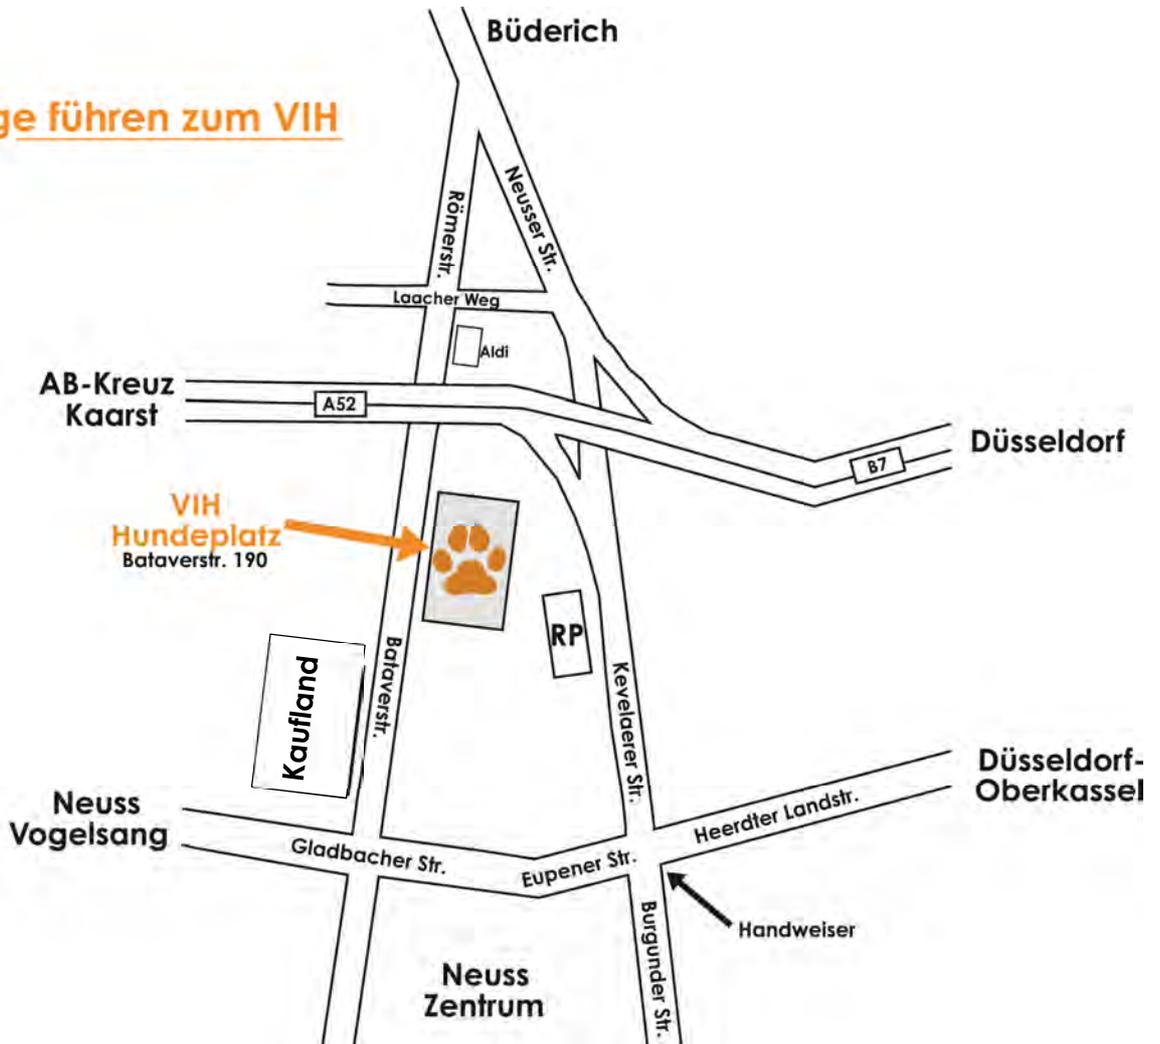 Büderich
ge führen zum VIH
Römerstr.
Neusser Str.
Laacher Weg
Aldi
AB-Kreuz
Kaarst
A52
Düsseldorf
B7
VIH
Hundeplatz
Bataverstr. 190
RP
Kaufland
Bataverstr.
Kevelaerer Str.
Düsseldorf-
Oberkassel
Neuss
Vogelsang
Heerdter Landstr.
Gladbacher Str.
Eupener Str.
Handweiser
Burgunder Str.
Neuss
Zentrum